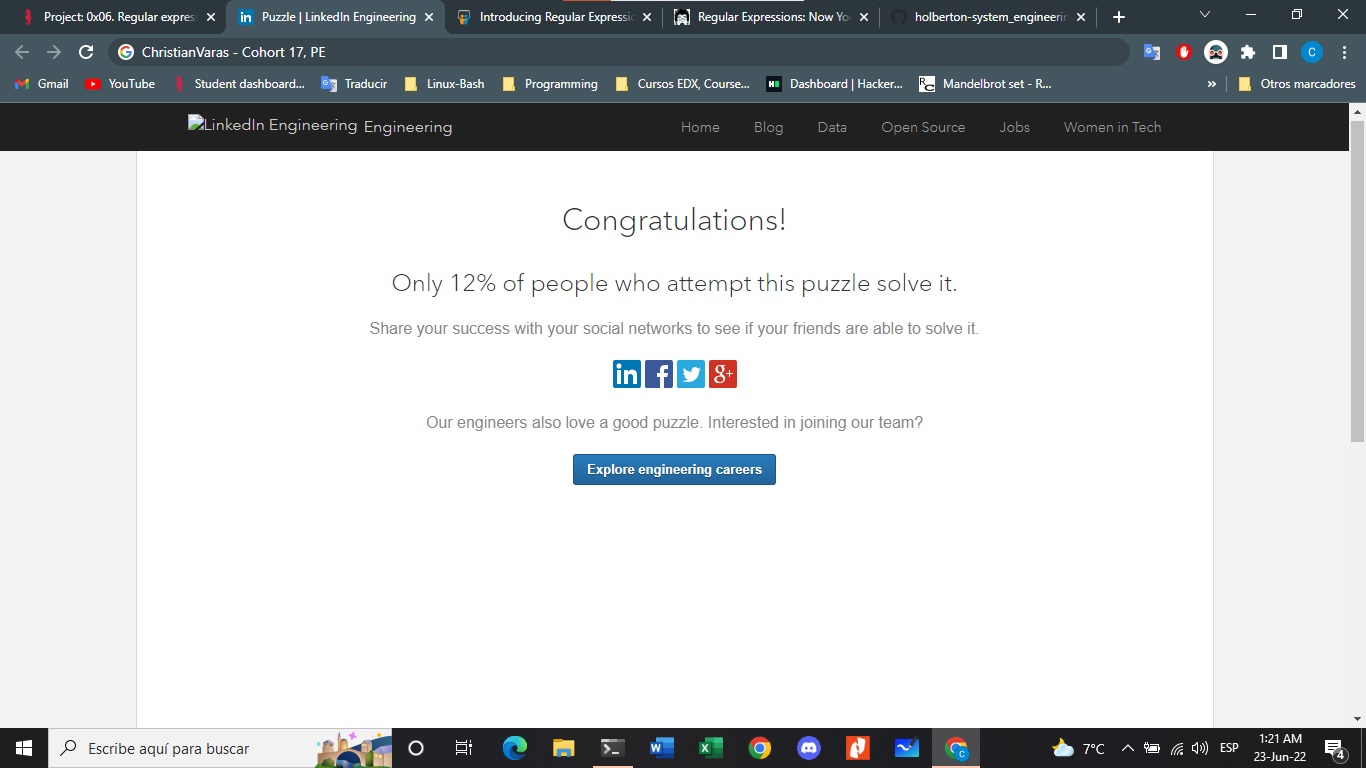 Project: 0x06. Regular expres
Puzzle | LinkedIn Engineering
Introducing Regular Expressi
Regular Expressions: Now Yo
holberton-system_engineeri
ChristianVaras - Cohort 17, PE
C
Gmail
YouTube
Student dashboard...
Traducir
Linux-Bash
Programming
Cursos EDX, Course...
Dashboard | Hacker...
Mandelbrot set - R...
»
Otros marcadores
LinkedIn Engineering Engineering
Home
Blog
Data
Open Source
Jobs
Women in Tech
Congratulations!
Only 12% of people who attempt this puzzle solve it.
Share your success with your social networks to see if your friends are able to solve it.
in f g+
Our engineers also love a good puzzle. Interested in joining our team?
Explore engineering careers
Escribe aquí para buscar
7°C
ESP
1:21 AM
23-Jun-22
4